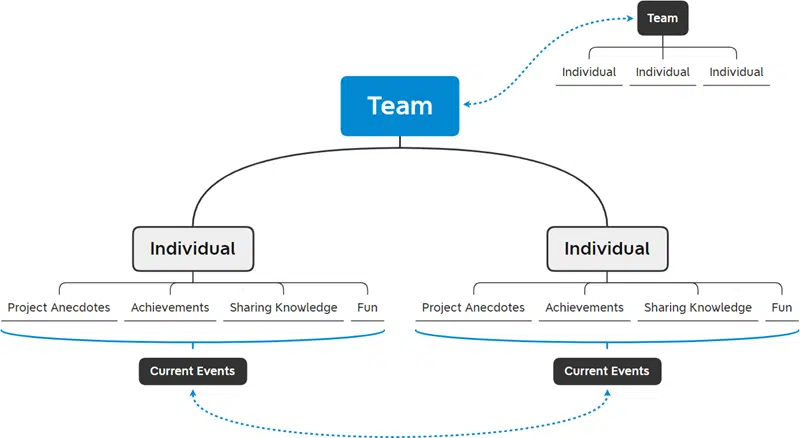 Team
Individual Individual Individual
Team
Individual Individual
Project Anecdotes Achievements Sharing Knowledge Fun Project Anecdotes Achievements Sharing Knowledge Fun
Current Events Current Events